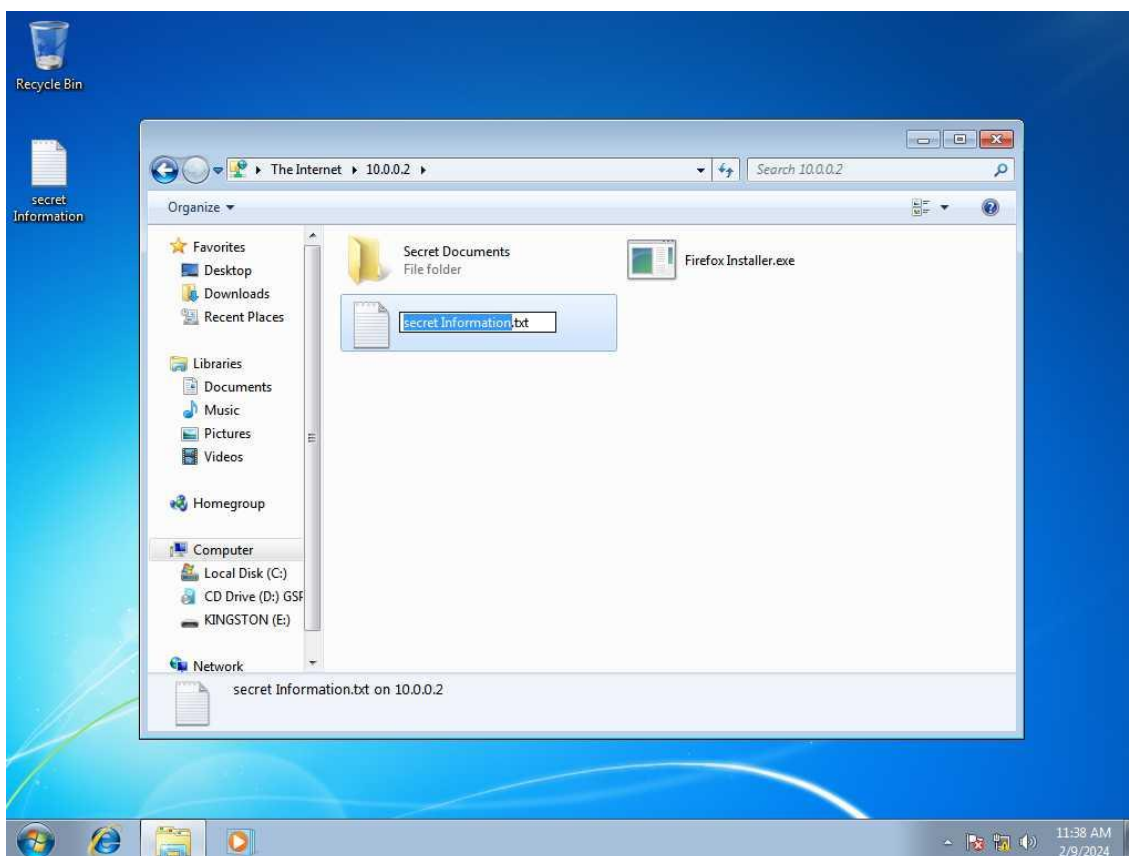 Recycle Bin
secret
Information
The Internet
10.0.0.2
Search 10.0.0.2
Organize
Favorites
Desktop
Downloads
Recent Places
Libraries
Documents
Music
Pictures
Videos
Homegroup
Computer
Local Disk (C:)
CD Drive (D:) GSP
KINGSTON (E:)
Network
Secret Documents
File folder
Firefox Installer.exe
secret Information.txt
secret Information.txt on 10.0.0.2
11:38 AM
2/9/2024